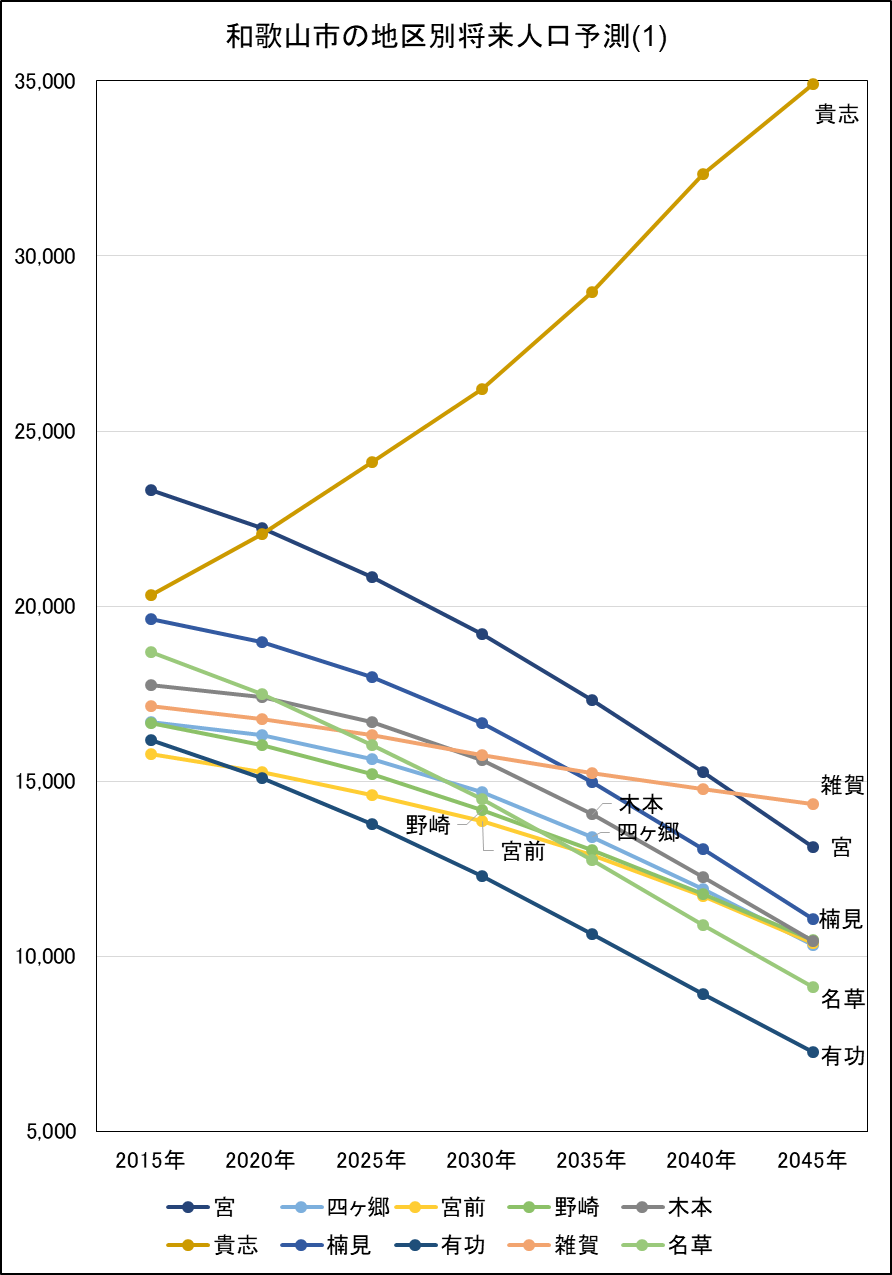 和歌山市の地区別将来人口予測(1)
35,000
貴志
30,000
25,000
20,000
15,000
雑賀
木本
四ヶ郷
野崎
宮前
宮
楠見
10,000
名草
有功
5,000
2015年 2020年 2025年 2030年 2035年 2040年 2045年
宮 四ヶ郷 宮前 野崎 木本
貴志 楠見 有功 雑賀 名草